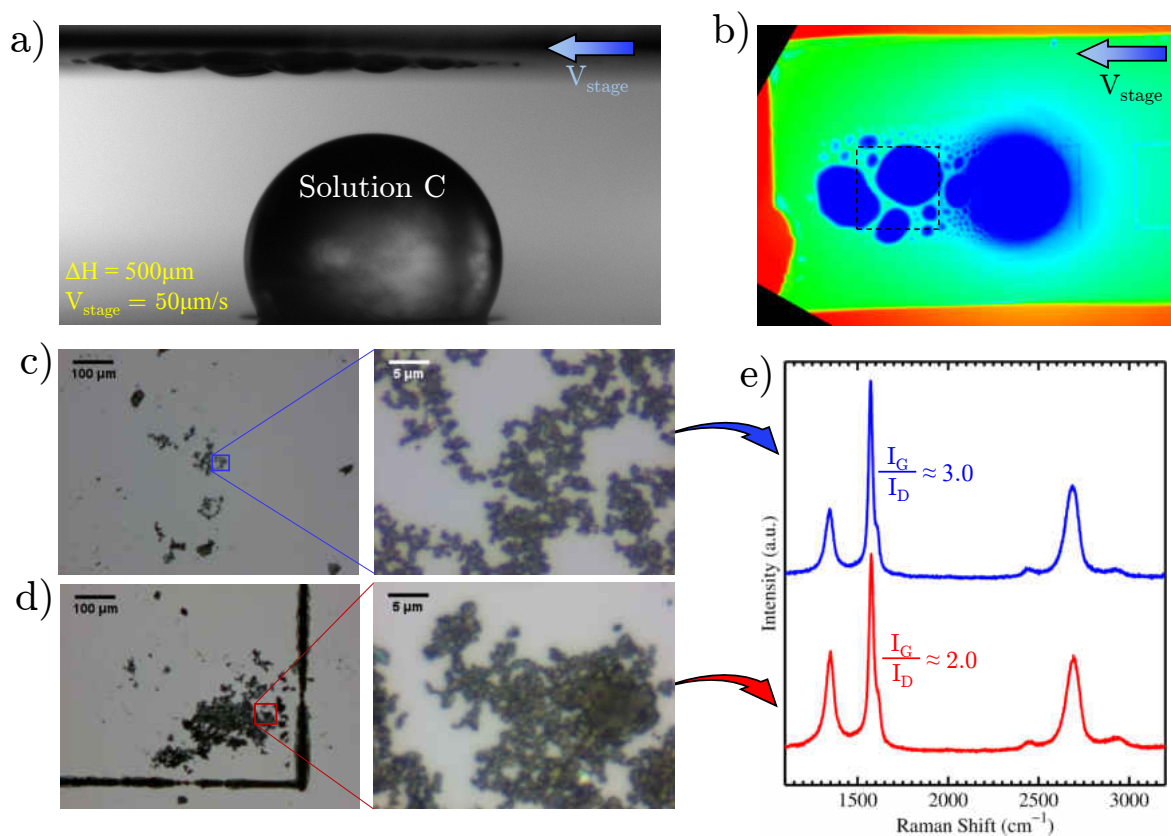 a)
V_stage
Solution C
ΔH = 500μm
V_stage = 50μm/s
b)
V_stage
c)
100 μm
5 μm
d)
100 μm
5 μm
e)
I_G
I_D
≈ 3.0
I_G
I_D
≈ 2.0
Intensity (a.u.)
1500 2000 2500 3000
Raman Shift (cm⁻¹)